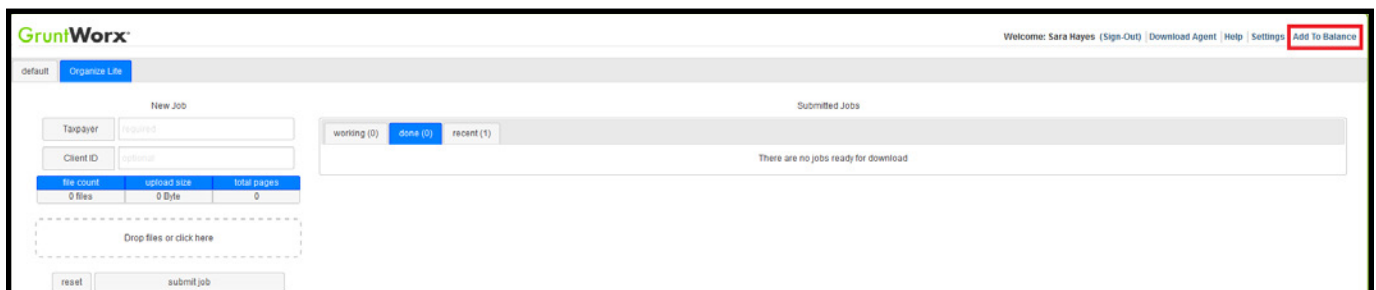 GruntWorx
Welcome: Sara Hayes (Sign-Out) | Download Agent | Help | Settings | Add To Balance
default Organize Lite
New Job
Taxpayer required
Client ID optional
file count upload size total pages
0 files 0 Byte 0
Drop files or click here
reset submit job
Submitted Jobs
working (0) done (0) recent (1)
There are no jobs ready for download